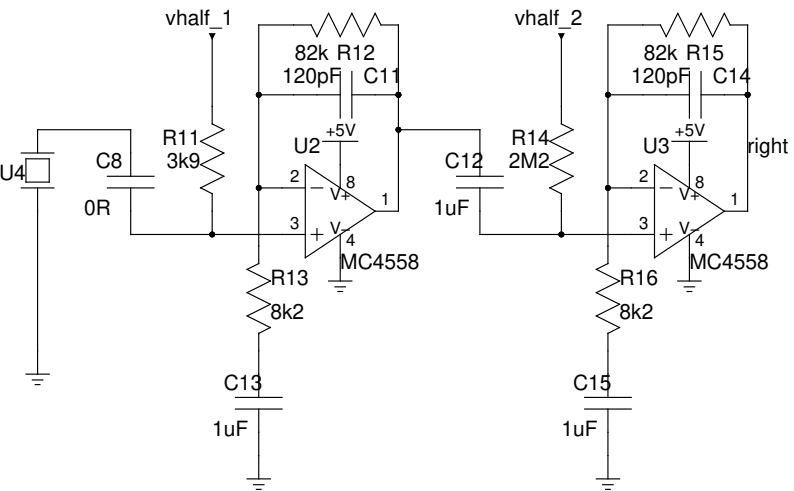 vhalf_1
82k R12
120pF C11
vhalf_2
82k R15
120pF C14
R11
3k9
U2
+5V
R14
2M2
U3
+5V
right
U4
C8
0R
C12
1uF
2
8
V+
1
3
V-
4
MC4558
2
8
V+
1
3
V-
4
MC4558
R13
8k2
R16
8k2
C13
1uF
C15
1uF